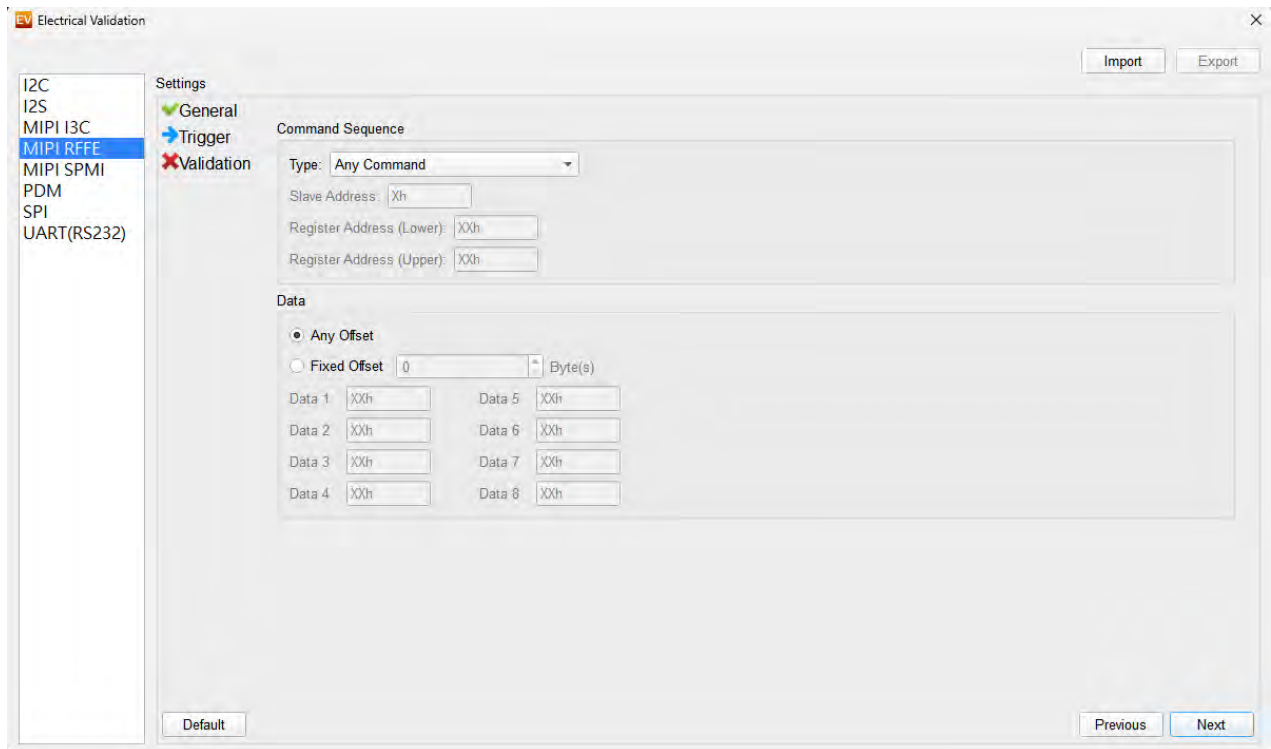 EV Electrical Validation
Import Export
I2C
I2S
MIPI I3C
MIPI RFFE
MIPI SPMI
PDM
SPI
UART(RS232)
Settings
General
Trigger
Validation
Command Sequence
Type: Any Command
Slave Address: Xh
Register Address (Lower): XXh
Register Address (Upper): XXh
Data
Any Offset
Fixed Offset 0 Byte(s)
Data 1 XXh Data 5 XXh
Data 2 XXh Data 6 XXh
Data 3 XXh Data 7 XXh
Data 4 XXh Data 8 XXh
Default Previous Next